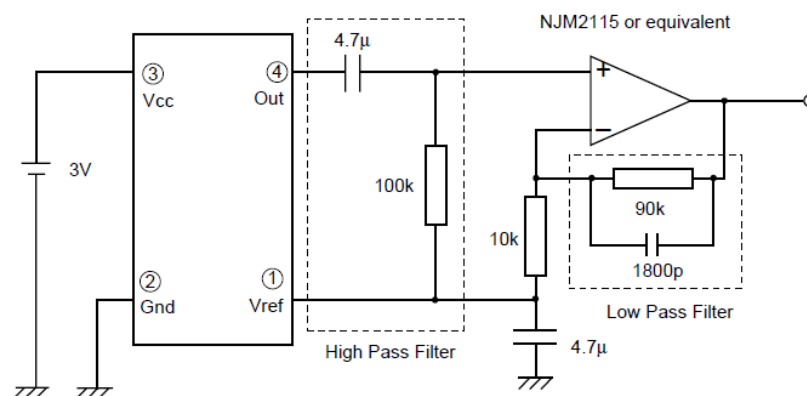 NJM2115 or equivalent
4.7μ
③
④
+
Vcc
Out
−
3V
100k
90k
10k
1800p
②
①
Gnd
Vref
Low Pass Filter
High Pass Filter
4.7μ